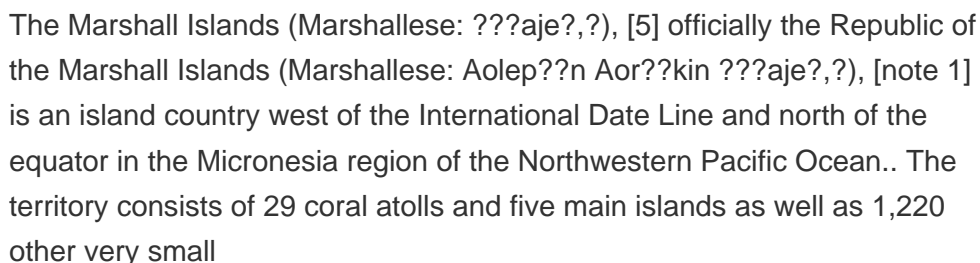 The Marshall Islands (Marshallese: ???aje?,?), [5] officially the Republic of
the Marshall Islands (Marshallese: Aolep??n Aor??kin ???aje?,?), [note 1]
is an island country west of the International Date Line and north of the
equator in the Micronesia region of the Northwestern Pacific Ocean.. The
territory consists of 29 coral atolls and five main islands as well as 1,220
other very small